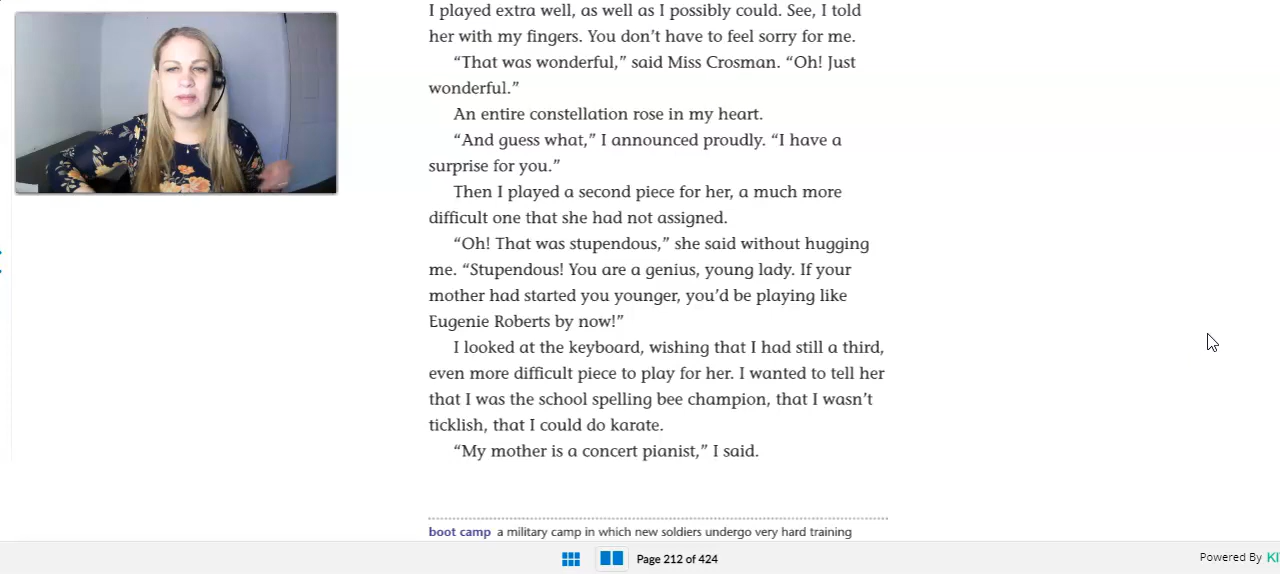 I played extra well, as well as I possibly could. See, I told
her with my fingers. You don’t have to feel sorry for me.
“That was wonderful,” said Miss Crosman. “Oh! Just
wonderful.”
An entire constellation rose in my heart.
“And guess what,” I announced proudly. “I have a
surprise for you.”
Then I played a second piece for her, a much more
difficult one that she had not assigned.
“Oh! That was stupendous,” she said without hugging
me. “Stupendous! You are a genius, young lady. If your
mother had started you younger, you’d be playing like
Eugenie Roberts by now!”
I looked at the keyboard, wishing that I had still a third,
even more difficult piece to play for her. I wanted to tell her
that I was the school spelling bee champion, that I wasn’t
ticklish, that I could do karate.
“My mother is a concert pianist,” I said.
boot camp a military camp in which new soldiers undergo very hard training
Page 212 of 424
Powered By